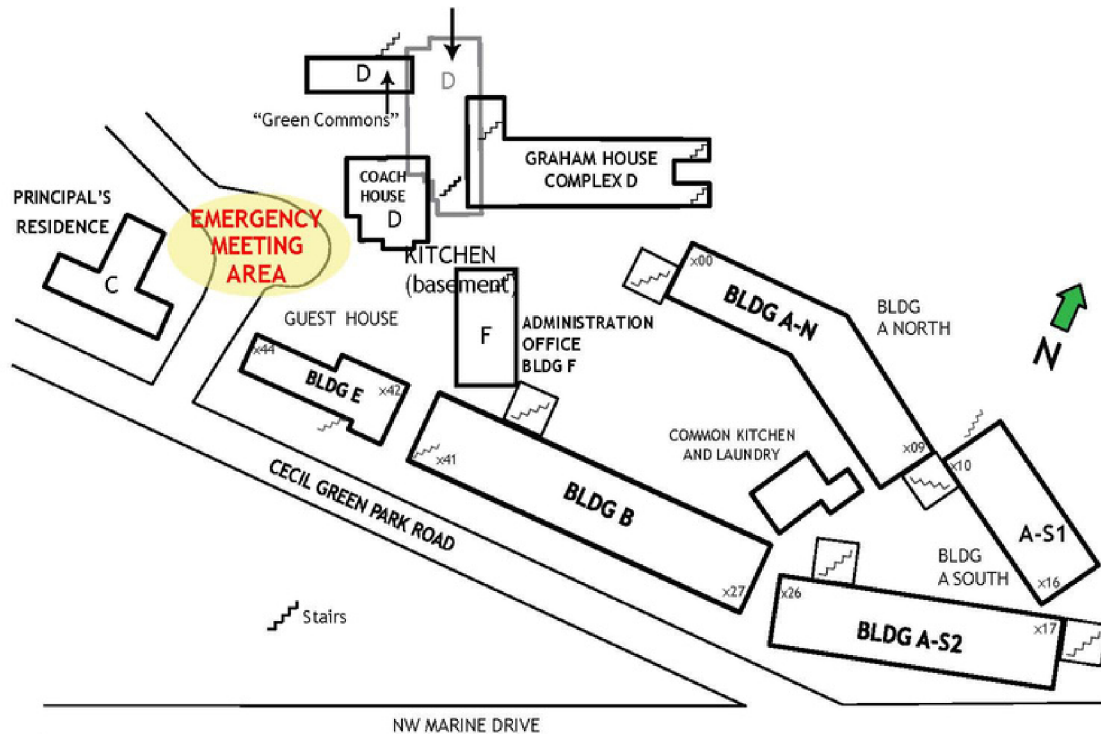 D
D
"Green Commons"
GRAHAM HOUSE
COMPLEX D
COACH
HOUSE
D
PRINCIPAL'S
RESIDENCE
C
EMERGENCY
MEETING
AREA
KITCHEN
(basement)
x00
BLDG A-N
BLDG
A NORTH
N
GUEST HOUSE
F
ADMINISTRATION
OFFICE
BLDG F
x44
BLDG E
x42
x41
BLDG B
x27
COMMON KITCHEN
AND LAUNDRY
x09
x10
A-S1
x16
BLDG
A SOUTH
CECIL GREEN PARK ROAD
x26
BLDG A-S2
x17
Stairs
NW MARINE DRIVE